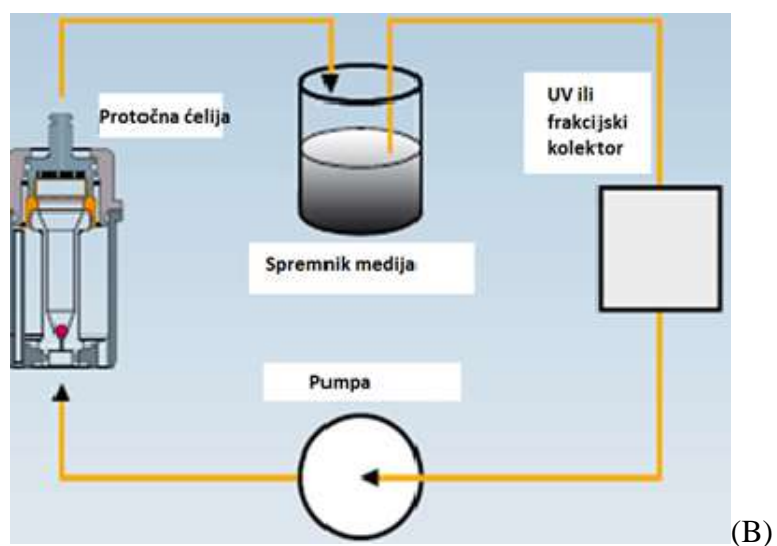 Protočna ćelija
UV ili
frakcijski
kolektor
Spremnik medija
Pumpa
(B)